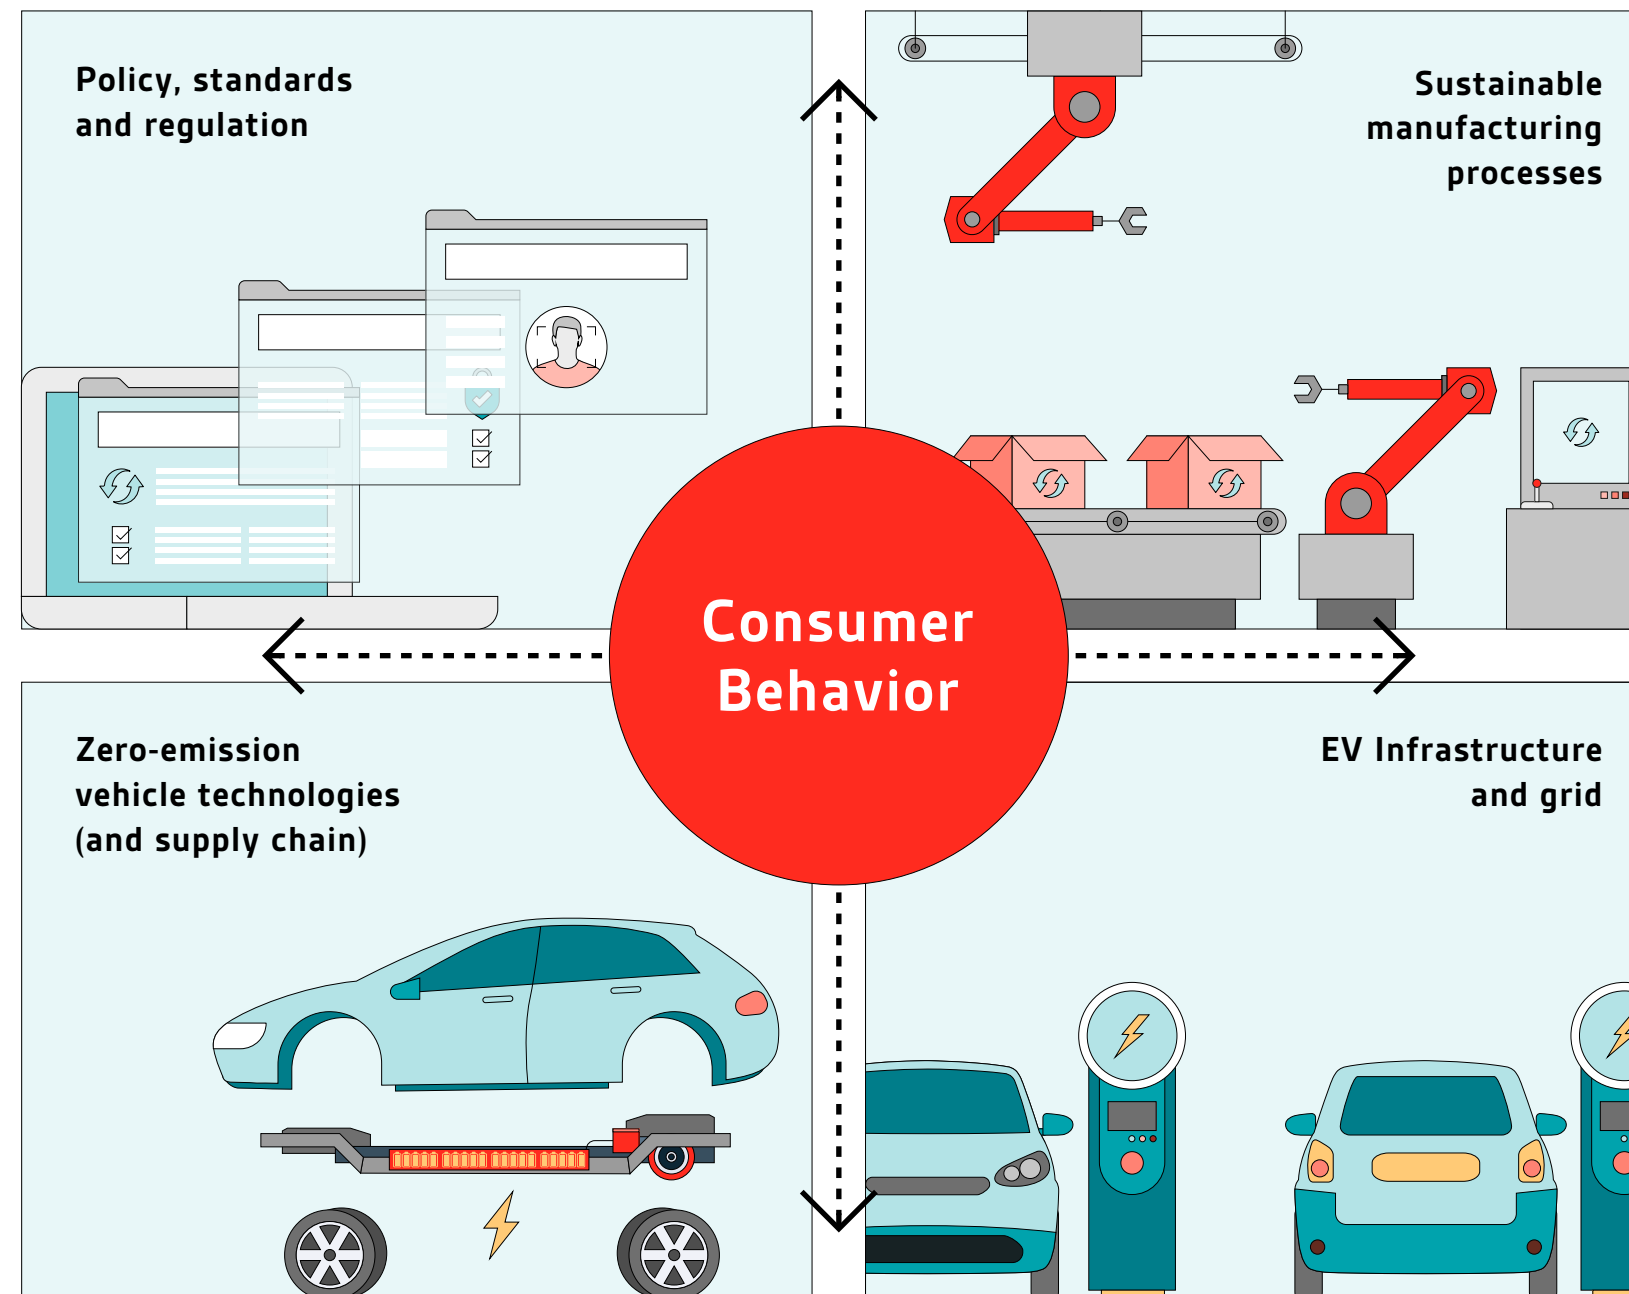 Policy, standards
and regulation
Sustainable
manufacturing
processes
Consumer
Behavior
Zero-emission
vehicle technologies
(and supply chain)
EV Infrastructure
and grid